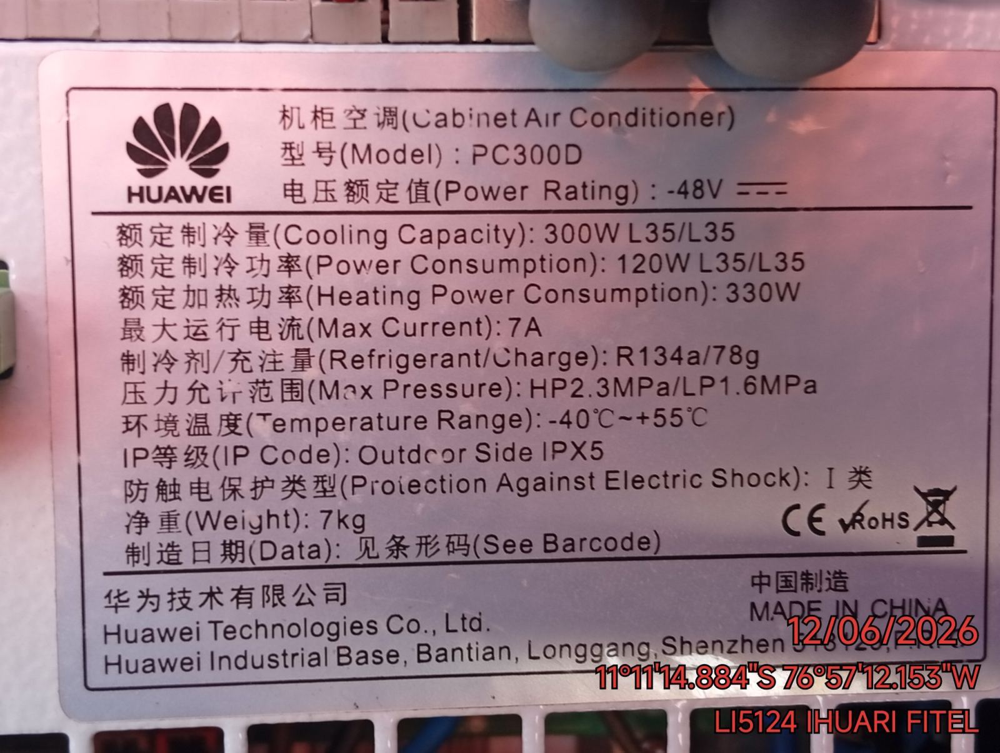 机柜空调(Cabinet Air Conditioner)
型号(Model) : PC300D
HUAWEI
电压额定值(Power Rating) : -48V
额定制冷量(Cooling Capacity): 300W L35/L35
额定制冷功率(Power Consumption): 120W L35/L35
额定加热功率(Heating Power Consumption): 330W
最大运行电流(Max Current): 7A
制冷剂/充注量(Refrigerant/Charge): R134a/78g
压力允许范围(Max Pressure): HP2.3MPa/LP1.6MPa
环境温度(Temperature Range): -40℃~+55℃
IP等级(IP Code): Outdoor Side IPX5
防触电保护类型(Protection Against Electric Shock): I 类
净重(Weight): 7kg
CE RoHS
制造日期(Data): 见条形码(See Barcode)
华为技术有限公司
中国制造
Huawei Technologies Co., Ltd.
MADE IN CHINA
Huawei Industrial Base, Bantian, Longgang, Shenzhen
12/06/2026
11°11'14.884"S 76°57'12.153"W
LI5124 IHUARI FITEL